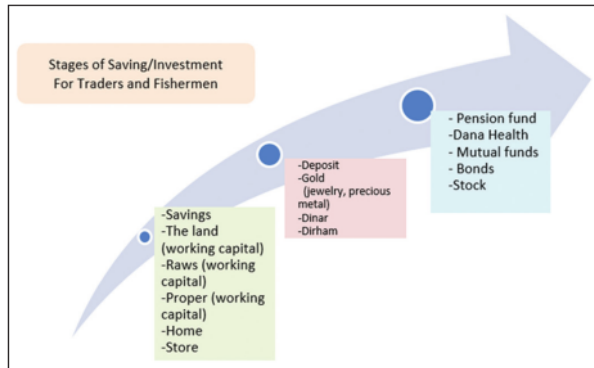 Stages of Saving/Investment
For Traders and Fishermen
-Savings
-The land
(working capital)
-Raws (working
capital)
-Proper (working
capital)
-Home
-Store
-Deposit
-Gold
(jewelry, precious
metal)
-Dinar
-Dirham
- Pension fund
-Dana Health
- Mutual funds
- Bonds
-Stock